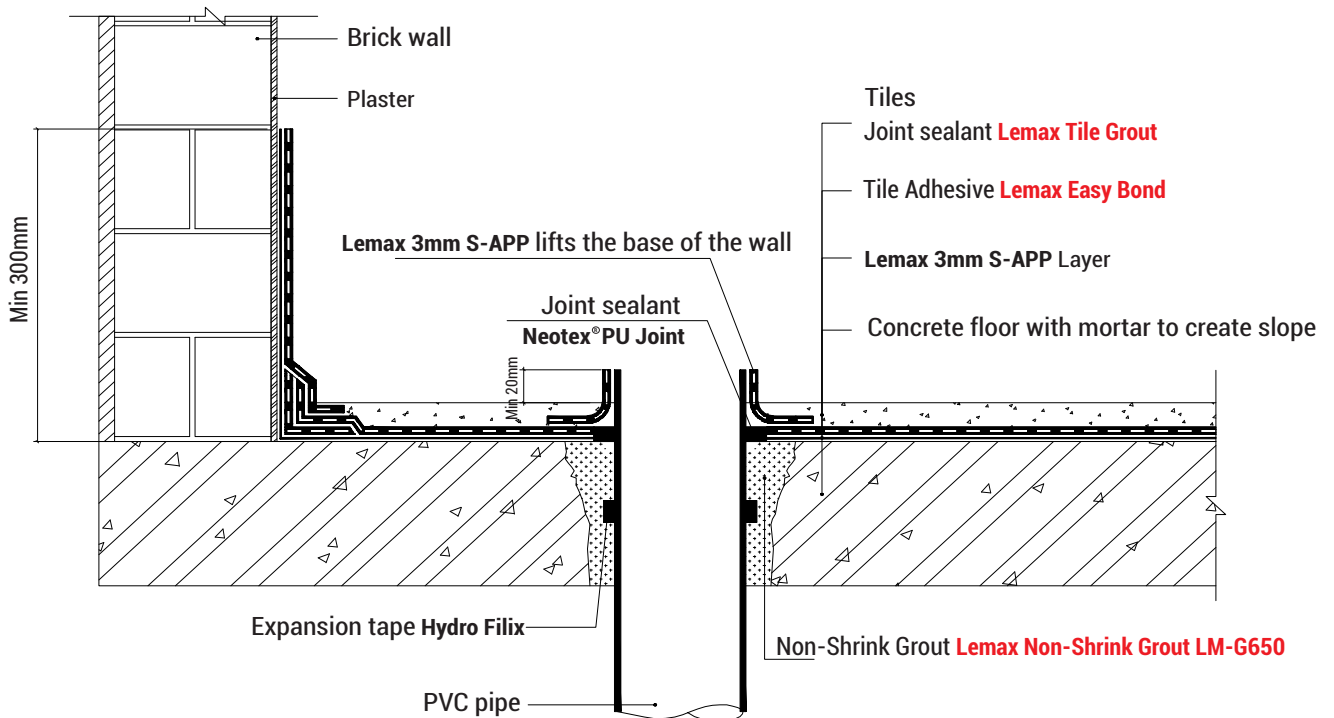 Brick wall
Plaster
Min 300mm
Tiles
Joint sealant Lemax Tile Grout
Tile Adhesive Lemax Easy Bond
Lemax 3mm S-APP lifts the base of the wall
Lemax 3mm S-APP Layer
Joint sealant
Neotex® PU Joint
Concrete floor with mortar to create slope
Min 20mm
Expansion tape Hydro Filix
Non-Shrink Grout Lemax Non-Shrink Grout LM-G650
PVC pipe